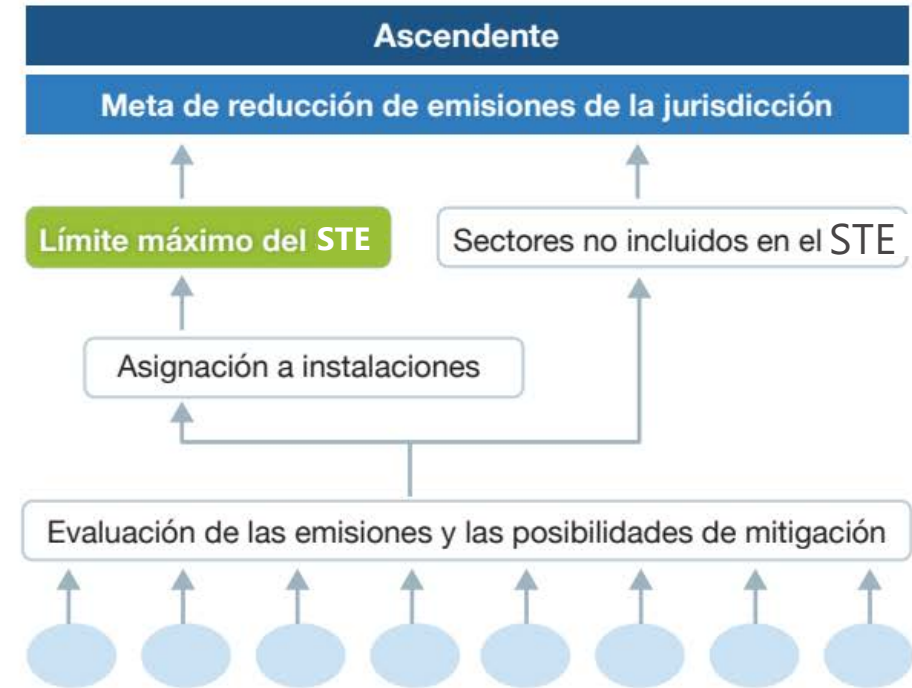 Ascendente
Meta de reducción de emisiones de la jurisdicción
Límite máximo del STE
Sectores no incluidos en el STE
Asignación a instalaciones
Evaluación de las emisiones y las posibilidades de mitigación